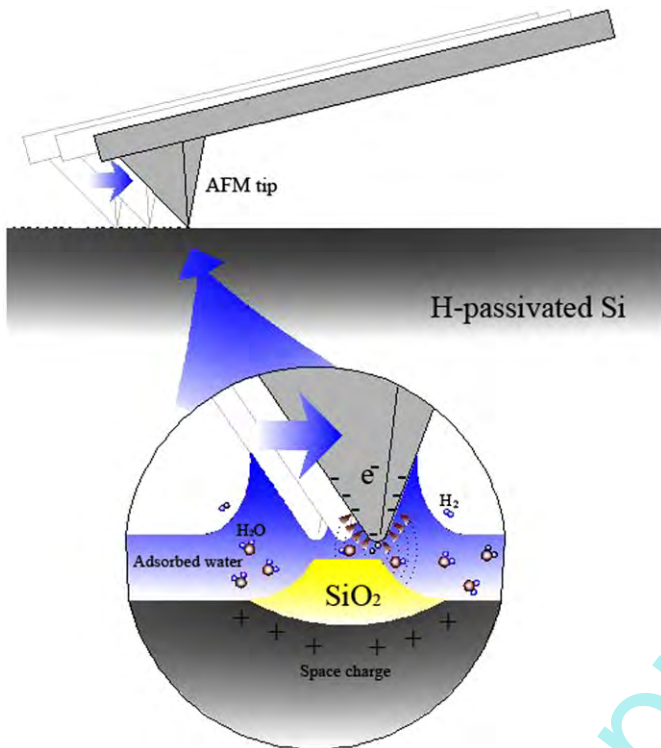 AFM tip
H-passivated Si
e⁻
H₂
H₂O
Adsorbed water
SiO₂
Space charge